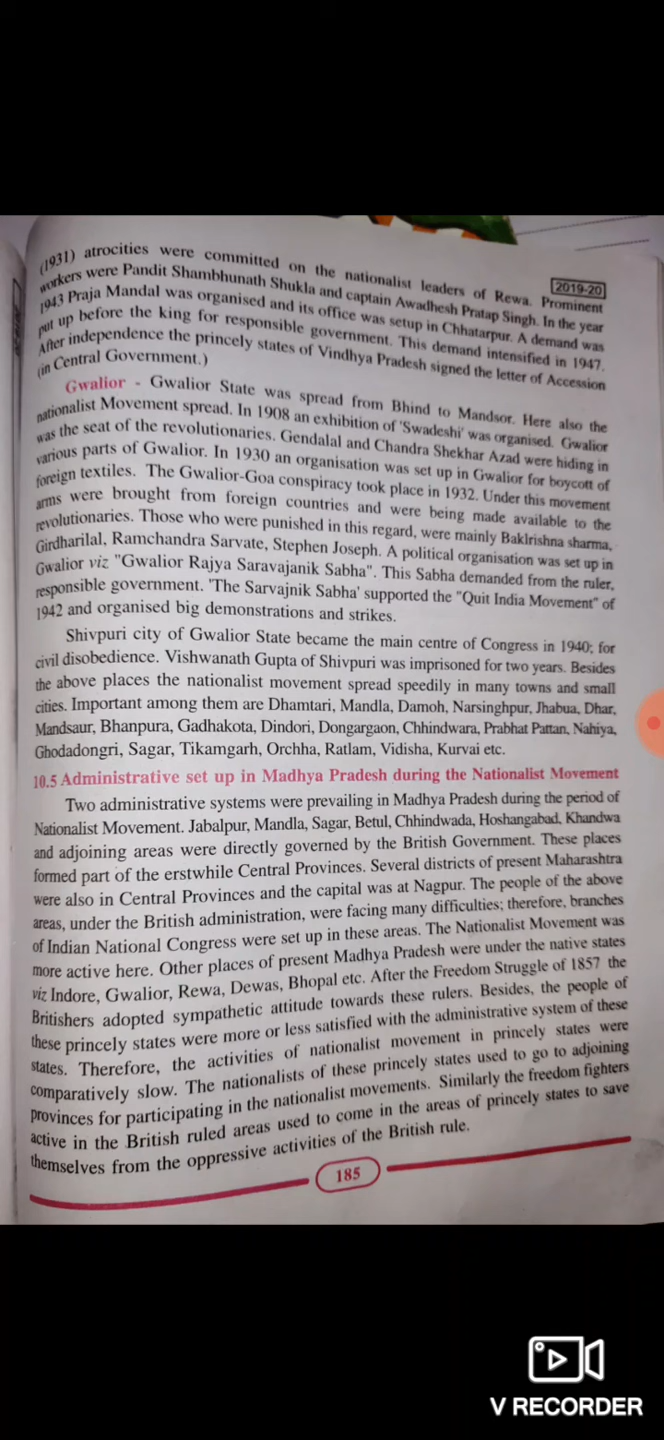 (1931) atrocities were committed on the nationalist leaders of Rewa. Prominent
2019-20
workers were Pandit Shambhunath Shukla and captain Awadhesh Pratap Singh. In the year
1943 Praja Mandal was organised and its office was setup in Chhatarpur. A demand was
put up before the king for responsible government. This demand intensified in 1947.
After independence the princely states of Vindhya Pradesh signed the letter of Accession
(in Central Government.)
Gwalior - Gwalior State was spread from Bhind to Mandsor. Here also the
nationalist Movement spread. In 1908 an exhibition of 'Swadeshi' was organised. Gwalior
was the seat of the revolutionaries. Gendalal and Chandra Shekhar Azad were hiding in
various parts of Gwalior. In 1930 an organisation was set up in Gwalior for boycott of
foreign textiles. The Gwalior-Goa conspiracy took place in 1932. Under this movement
arms were brought from foreign countries and were being made available to the
revolutionaries. Those who were punished in this regard, were mainly Baklrishna sharma,
Girdharilal, Ramchandra Sarvate, Stephen Joseph. A political organisation was set up in
Gwalior viz "Gwalior Rajya Saravajanik Sabha". This Sabha demanded from the ruler,
responsible government. 'The Sarvajnik Sabha' supported the "Quit India Movement" of
1942 and organised big demonstrations and strikes.
Shivpuri city of Gwalior State became the main centre of Congress in 1940; for
civil disobedience. Vishwanath Gupta of Shivpuri was imprisoned for two years. Besides
the above places the nationalist movement spread speedily in many towns and small
cities. Important among them are Dhamtari, Mandla, Damoh, Narsinghpur, Jhabua, Dhar,
Mandsaur, Bhanpura, Gadhakota, Dindori, Dongargaon, Chhindwara, Prabhat Pattan, Nahiya,
Ghodadongri, Sagar, Tikamgarh, Orchha, Ratlam, Vidisha, Kurvai etc.
10.5 Administrative set up in Madhya Pradesh during the Nationalist Movement
Two administrative systems were prevailing in Madhya Pradesh during the period of
Nationalist Movement. Jabalpur, Mandla, Sagar, Betul, Chhindwada, Hoshangabad, Khandwa
and adjoining areas were directly governed by the British Government. These places
formed part of the erstwhile Central Provinces. Several districts of present Maharashtra
were also in Central Provinces and the capital was at Nagpur. The people of the above
areas, under the British administration, were facing many difficulties; therefore, branches
of Indian National Congress were set up in these areas. The Nationalist Movement was
more active here. Other places of present Madhya Pradesh were under the native states
viz Indore, Gwalior, Rewa, Dewas, Bhopal etc. After the Freedom Struggle of 1857 the
Britishers adopted sympathetic attitude towards these rulers. Besides, the people of
these princely states were more or less satisfied with the administrative system of these
states. Therefore, the activities of nationalist movement in princely states were
comparatively slow. The nationalists of these princely states used to go to adjoining
provinces for participating in the nationalist movements. Similarly the freedom fighters
active in the British ruled areas used to come in the areas of princely states to save
themselves from the oppressive activities of the British rule.
185
V RECORDER